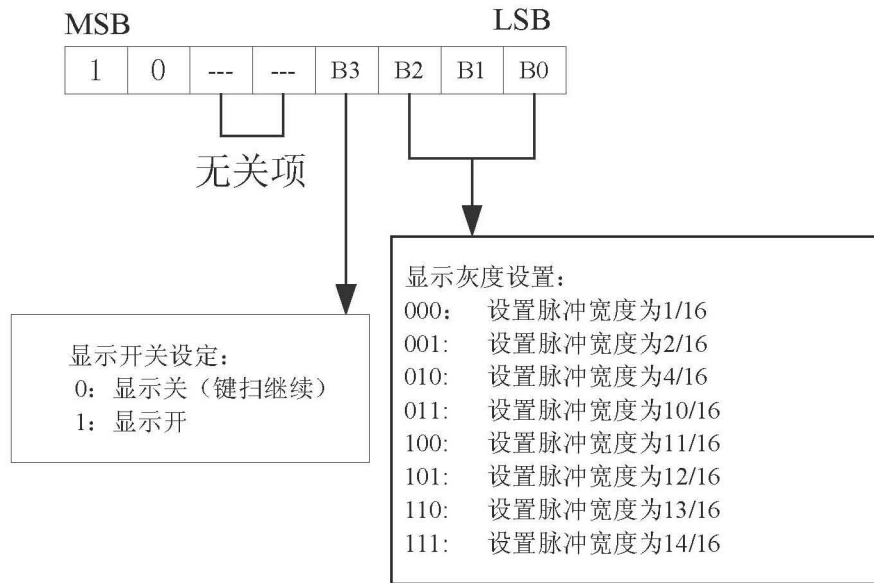 MSB LSB
1 0 --- --- B3 B2 B1 B0
无关项
显示开关设定：
0：显示关（键扫继续）
1：显示开
显示灰度设置：
000： 设置脉冲宽度为1/16
001: 设置脉冲宽度为2/16
010: 设置脉冲宽度为4/16
011: 设置脉冲宽度为10/16
100: 设置脉冲宽度为11/16
101: 设置脉冲宽度为12/16
110: 设置脉冲宽度为13/16
111: 设置脉冲宽度为14/16